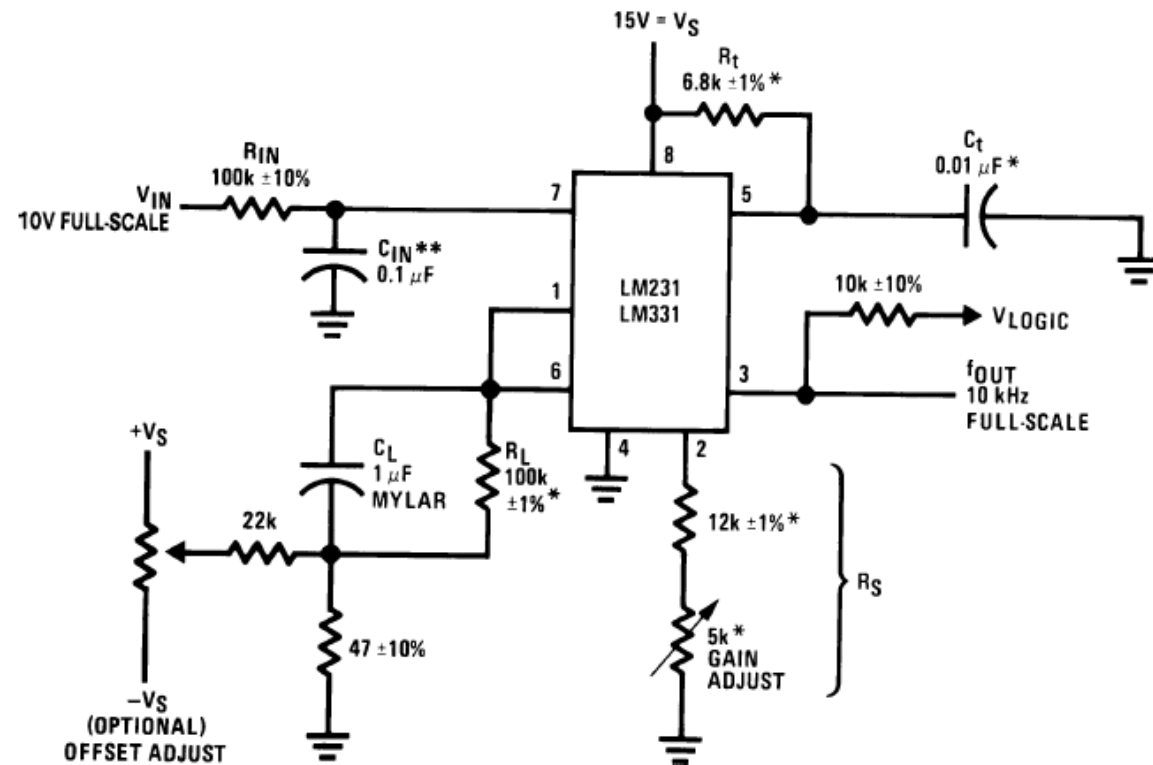 15V = VS
Rt
6.8k ±1% *
Ct
0.01 µF *
RIN
100k ±10%
VIN
10V FULL-SCALE
CIN**
0.1 µF
8
7
5
1
6
3
4
2
LM231
LM331
10k ±10%
VLOGIC
fOUT
10 kHz
FULL-SCALE
+VS
CL
1 µF
MYLAR
RL
100k
±1% *
22k
47 ±10%
12k ±1% *
RS
5k *
GAIN
ADJUST
–VS
(OPTIONAL)
OFFSET ADJUST